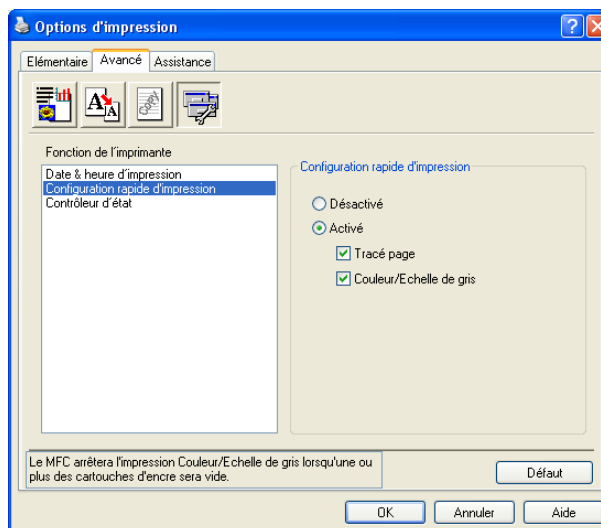 Options d'impression
Elémentaire Avancé Assistance
Fonction de l'imprimante
Date & heure d'impression
Configuration rapide d'impression
Contrôleur d'état
Configuration rapide d'impression
Désactivé
Activé
Tracé page
Couleur/Echelle de gris
Le MFC arrêtera l'impression Couleur/Echelle de gris lorsqu'une ou
plus des cartouches d'encre sera vide.
Défaut
OK Annuler Aide